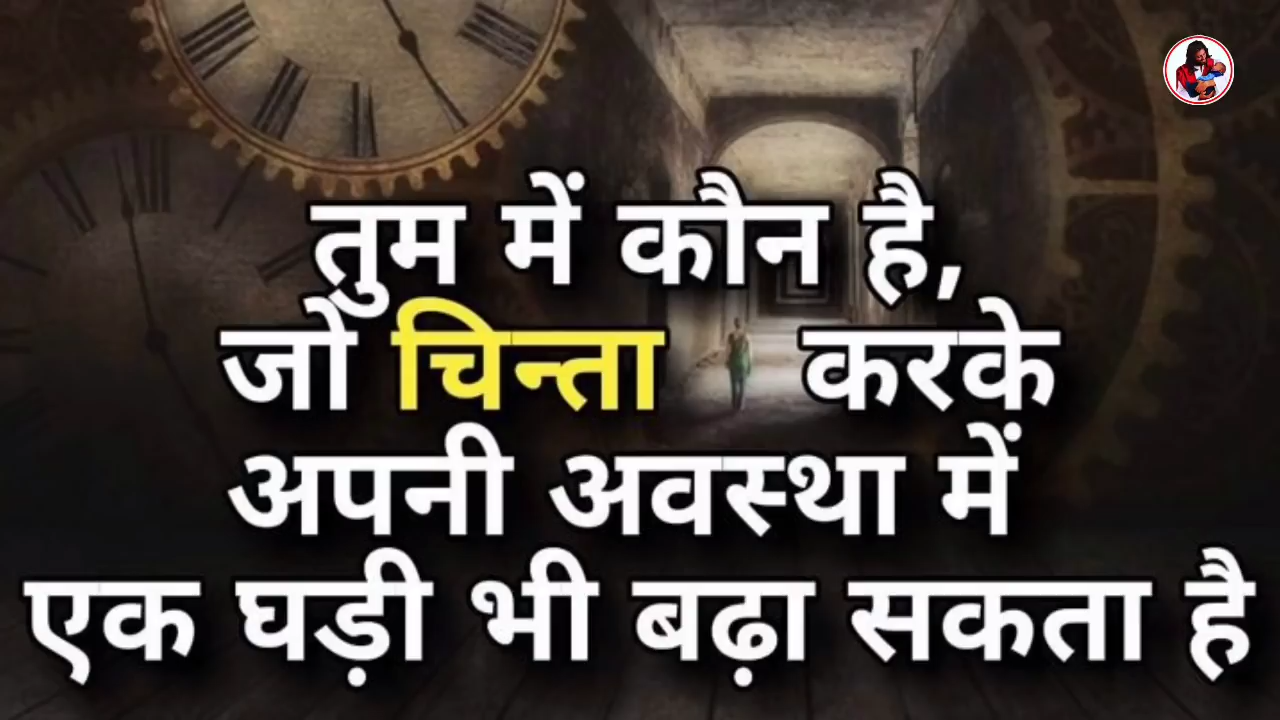 तुम में कौन है,
जो चिन्ता करके
अपनी अवस्था में
एक घड़ी भी बढ़ा सकता है